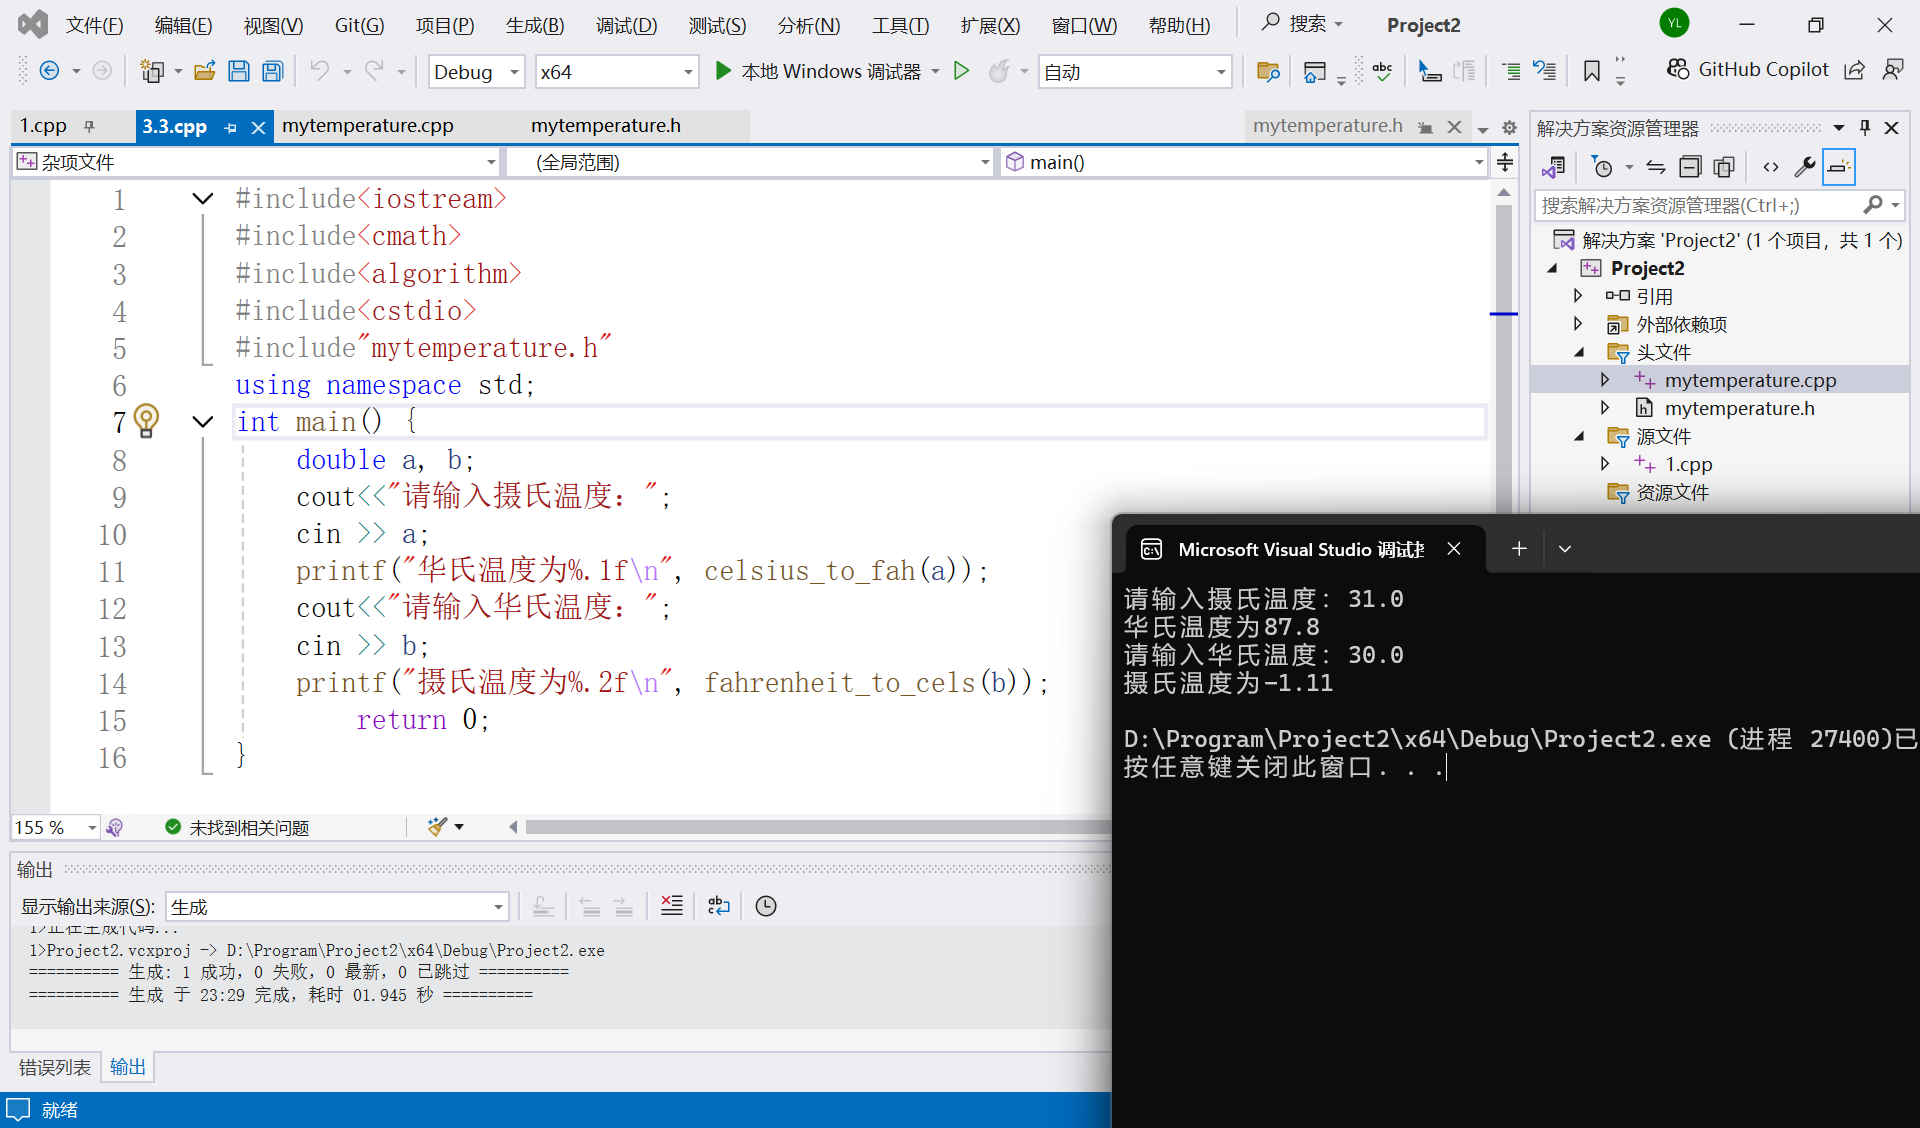 文件(F) 编辑(E) 视图(V) Git(G) 项目(P) 生成(B) 调试(D) 测试(S) 分析(N) 工具(T) 扩展(X) 窗口(W) 帮助(H) 搜索 Project2 YL
Debug x64 本地 Windows 调试器 自动 GitHub Copilot
1.cpp 3.3.cpp mytemperature.cpp mytemperature.h mytemperature.h
杂项文件 (全局范围) main()
1 #include<iostream>
2 #include<cmath>
3 #include<algorithm>
4 #include<cstdio>
5 #include"mytemperature.h"
6 using namespace std;
7 int main() {
8 double a, b;
9 cout<<"请输入摄氏温度：";
10 cin >> a;
11 printf("华氏温度为%.1f\n", celsius_to_fah(a));
12 cout<<"请输入华氏温度：";
13 cin >> b;
14 printf("摄氏温度为%.2f\n", fahrenheit_to_cels(b));
15 return 0;
16 }
155 % 未找到相关问题
输出
显示输出来源(S): 生成
1>正在生成代码...
1>Project2.vcxproj -> D:\Program\Project2\x64\Debug\Project2.exe
========== 生成: 1 成功，0 失败，0 最新，0 已跳过 ==========
========== 生成 于 23:29 完成，耗时 01.945 秒 ==========
错误列表 输出
就绪
解决方案资源管理器
搜索解决方案资源管理器(Ctrl+;)
解决方案 'Project2' (1 个项目，共 1 个)
Project2
引用
外部依赖项
头文件
mytemperature.cpp
mytemperature.h
源文件
1.cpp
资源文件
Microsoft Visual Studio 调试
请输入摄氏温度：31.0
华氏温度为87.8
请输入华氏温度：30.0
摄氏温度为-1.11
D:\Program\Project2\x64\Debug\Project2.exe (进程 27400)已
按任意键关闭此窗口. . .